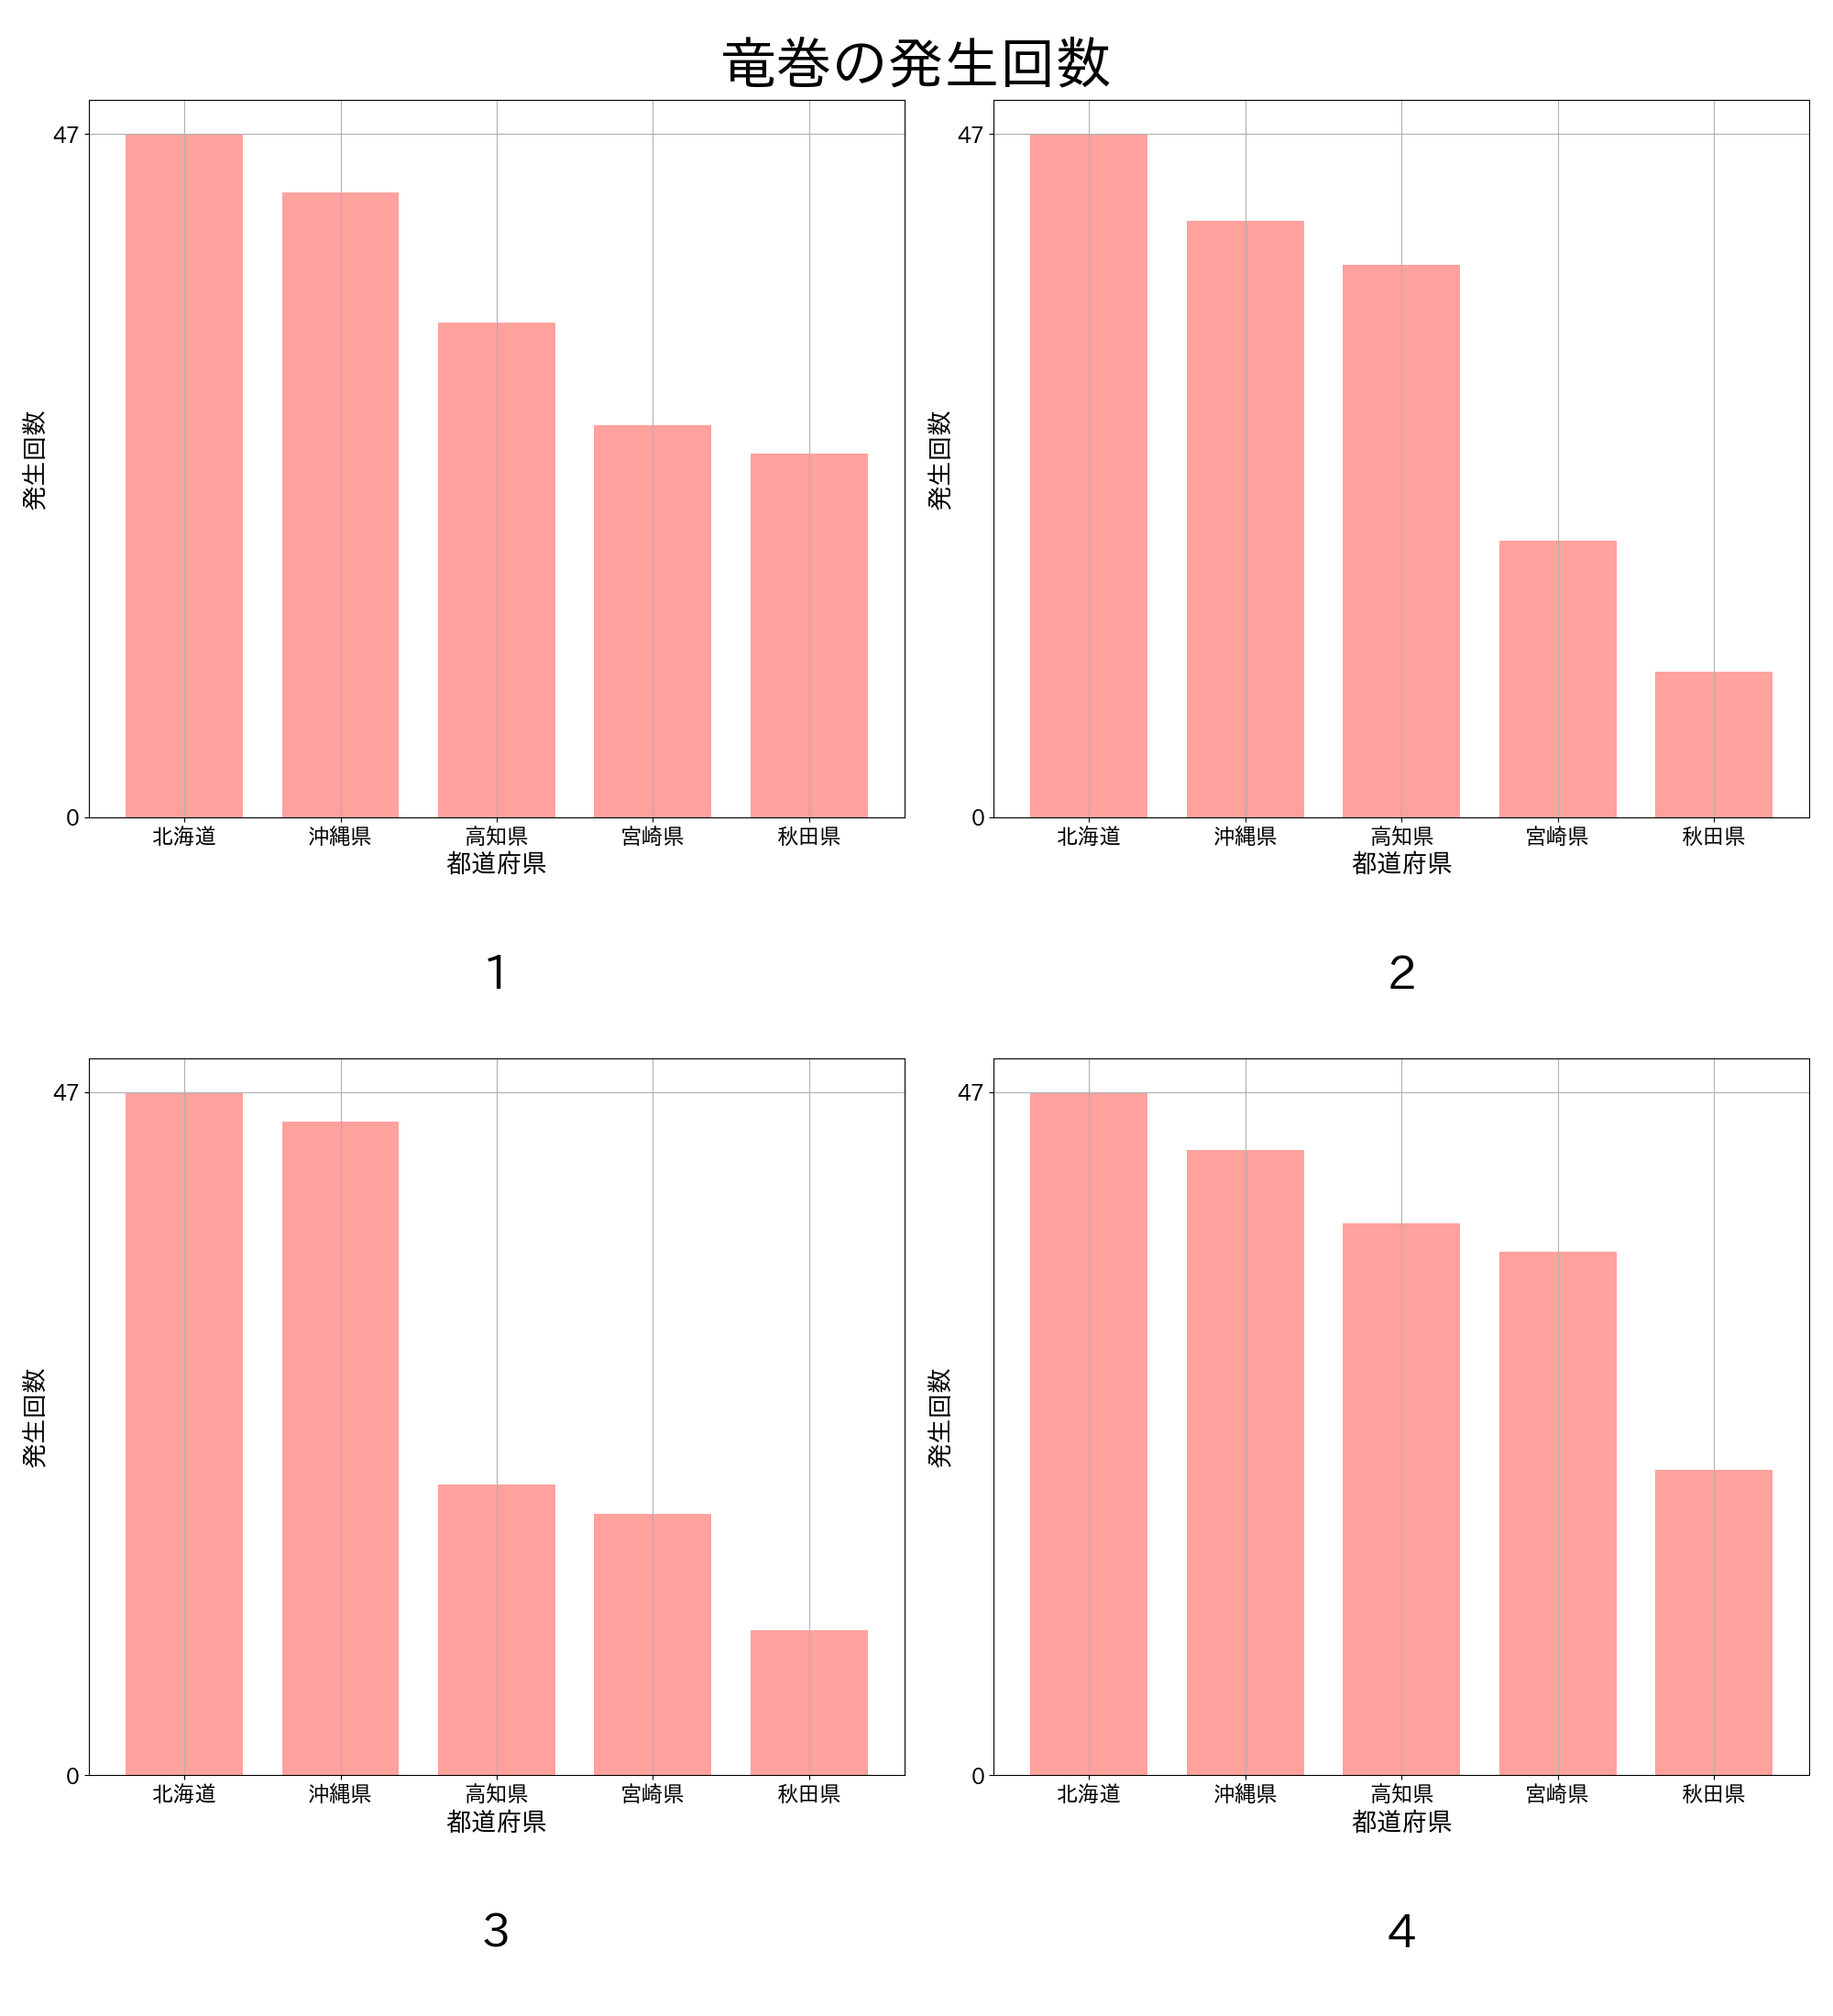 竜巻の発生回数
47
0
発生回数
北海道 沖縄県 高知県 宮崎県 秋田県
都道府県
1
47
0
発生回数
北海道 沖縄県 高知県 宮崎県 秋田県
都道府県
2
47
0
発生回数
北海道 沖縄県 高知県 宮崎県 秋田県
都道府県
3
47
0
発生回数
北海道 沖縄県 高知県 宮崎県 秋田県
都道府県
4